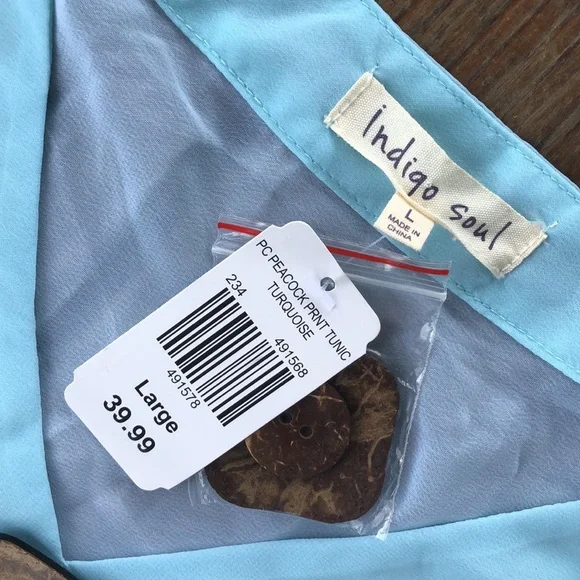 indigo soul
L
MADE IN
CHINA
PC PEACOCK PRNT TUNIC
TURQUOISE
234
491568
491578
Large
39.99